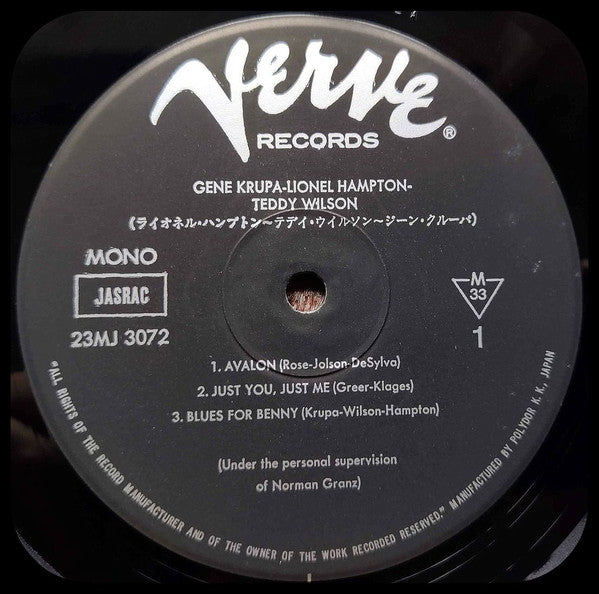 Verve®
RECORDS
GENE KRUPA-LIONEL HAMPTON-
TEDDY WILSON
《ライオネル・ハンプトン〜テディ・ウイルソン〜ジーン・クルーパ》
MONO
JASRAC
23MJ 3072
M
33
1
1. AVALON (Rose-Jolson-DeSylva)
2. JUST YOU, JUST ME (Greer-Klages)
3. BLUES FOR BENNY (Krupa-Wilson-Hampton)
(Under the personal supervision
of Norman Granz)
"ALL RIGHTS OF THE RECORD MANUFACTURER AND OF THE OWNER OF THE WORK RECORDED RESERVED." MANUFACTURED BY POLYDOR K. K., JAPAN